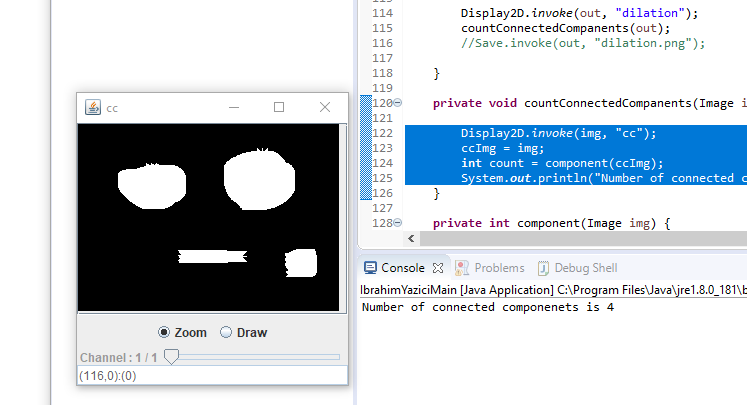 cc
Zoom Draw
Channel : 1 / 1
(116,0):(0)
114 Display2D.invoke(out, "dilation");
115 countConnectedCompanents(out);
116 //Save.invoke(out, "dilation.png");
117
118 }
119
120 private void countConnectedCompanents(Image i
121
122 Display2D.invoke(img, "cc");
123 ccImg = img;
124 int count = component(ccImg);
125 System.out.println("Number of connected c
126 }
127
128 private int component(Image img) {
Console Problems Debug Shell
IbrahimYaziciMain [Java Application] C:\Program Files\Java\jre1.8.0_181\b
Number of connected componenets is 4